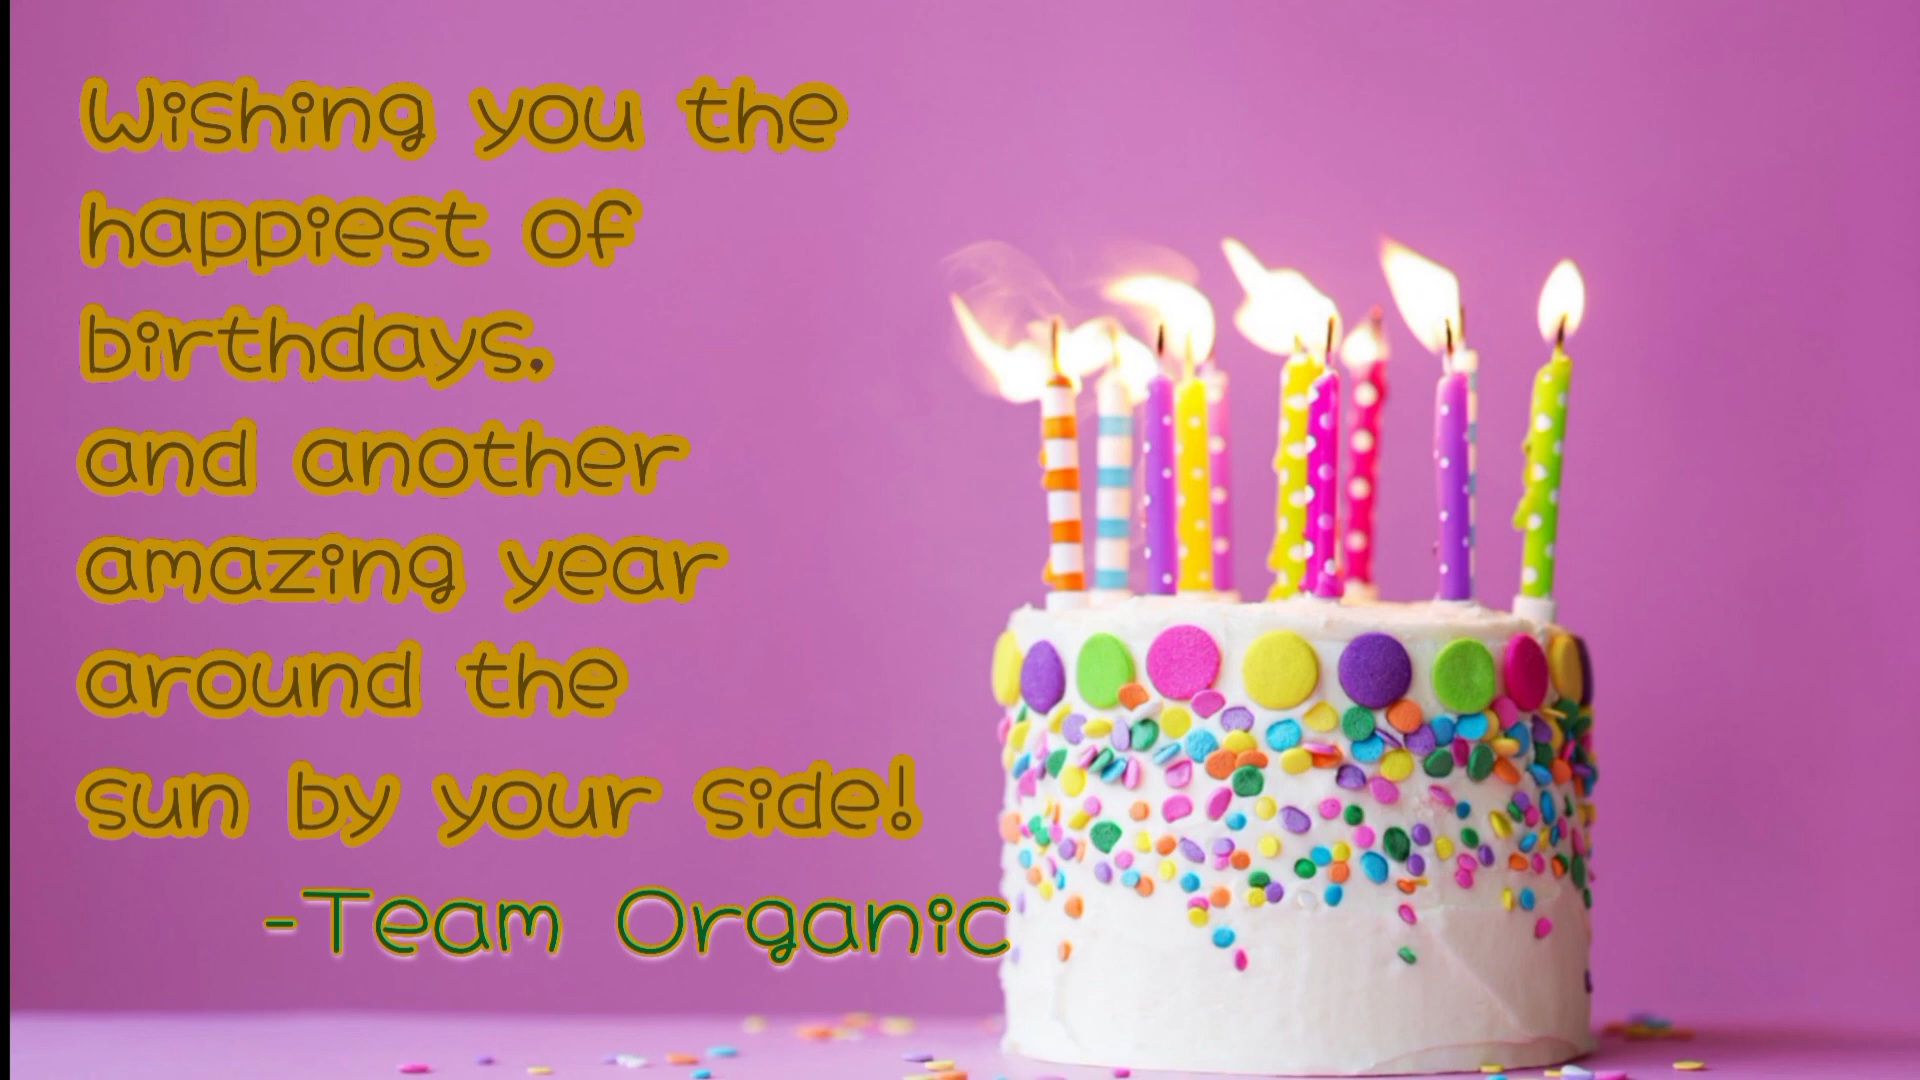 Wishing you the
happiest of
birthdays,
and another
amazing year
around the
sun by your side!
-Team Organic